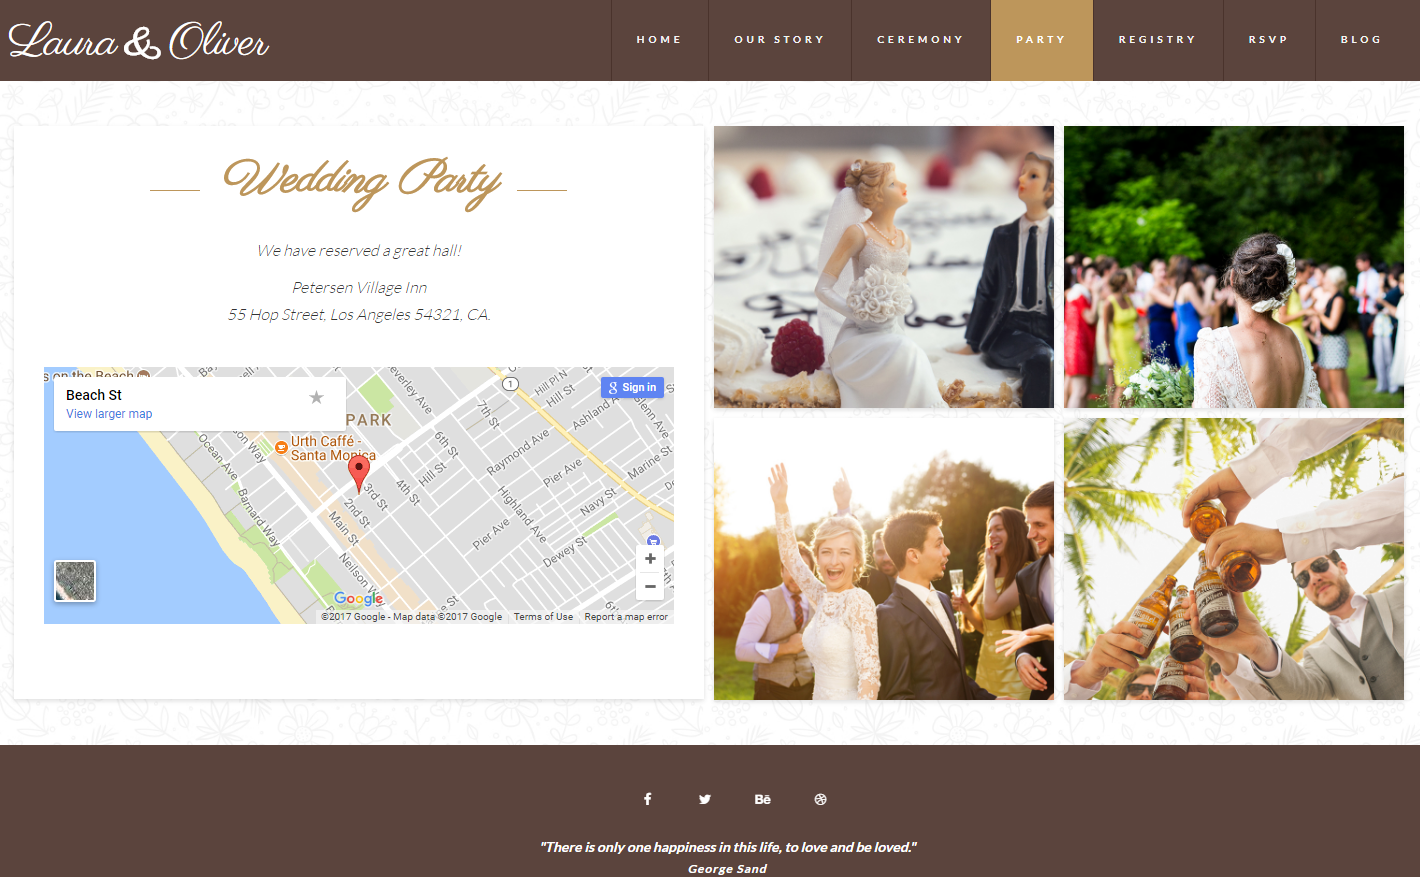 Laura & Oliver
HOME
OUR STORY
CEREMONY
PARTY
REGISTRY
RSVP
BLOG
Wedding Party
We have reserved a great hall!
Petersen Village Inn
55 Hop Street, Los Angeles 54321, CA.
s on the Beach
Beach St
View larger map
Sign in
1
PARK
Urth Caffé -
Santa Monica
Beverley Ave
Hill Pl N
7th St
Ashland Ave
Glenn Ave
6th St
Raymond Ave
Marine St
Hill St
Pier Ave
Ocean Ave
4th St
3rd St
Highland Ave
Navy St
Barnard Way
2nd St
Main St
Pier Ave
Dewey St
Neilson W
+
−
Google
©2017 Google - Map data ©2017 Google
Terms of Use
Report a map error
f
Bē
"There is only one happiness in this life, to love and be loved."
George Sand